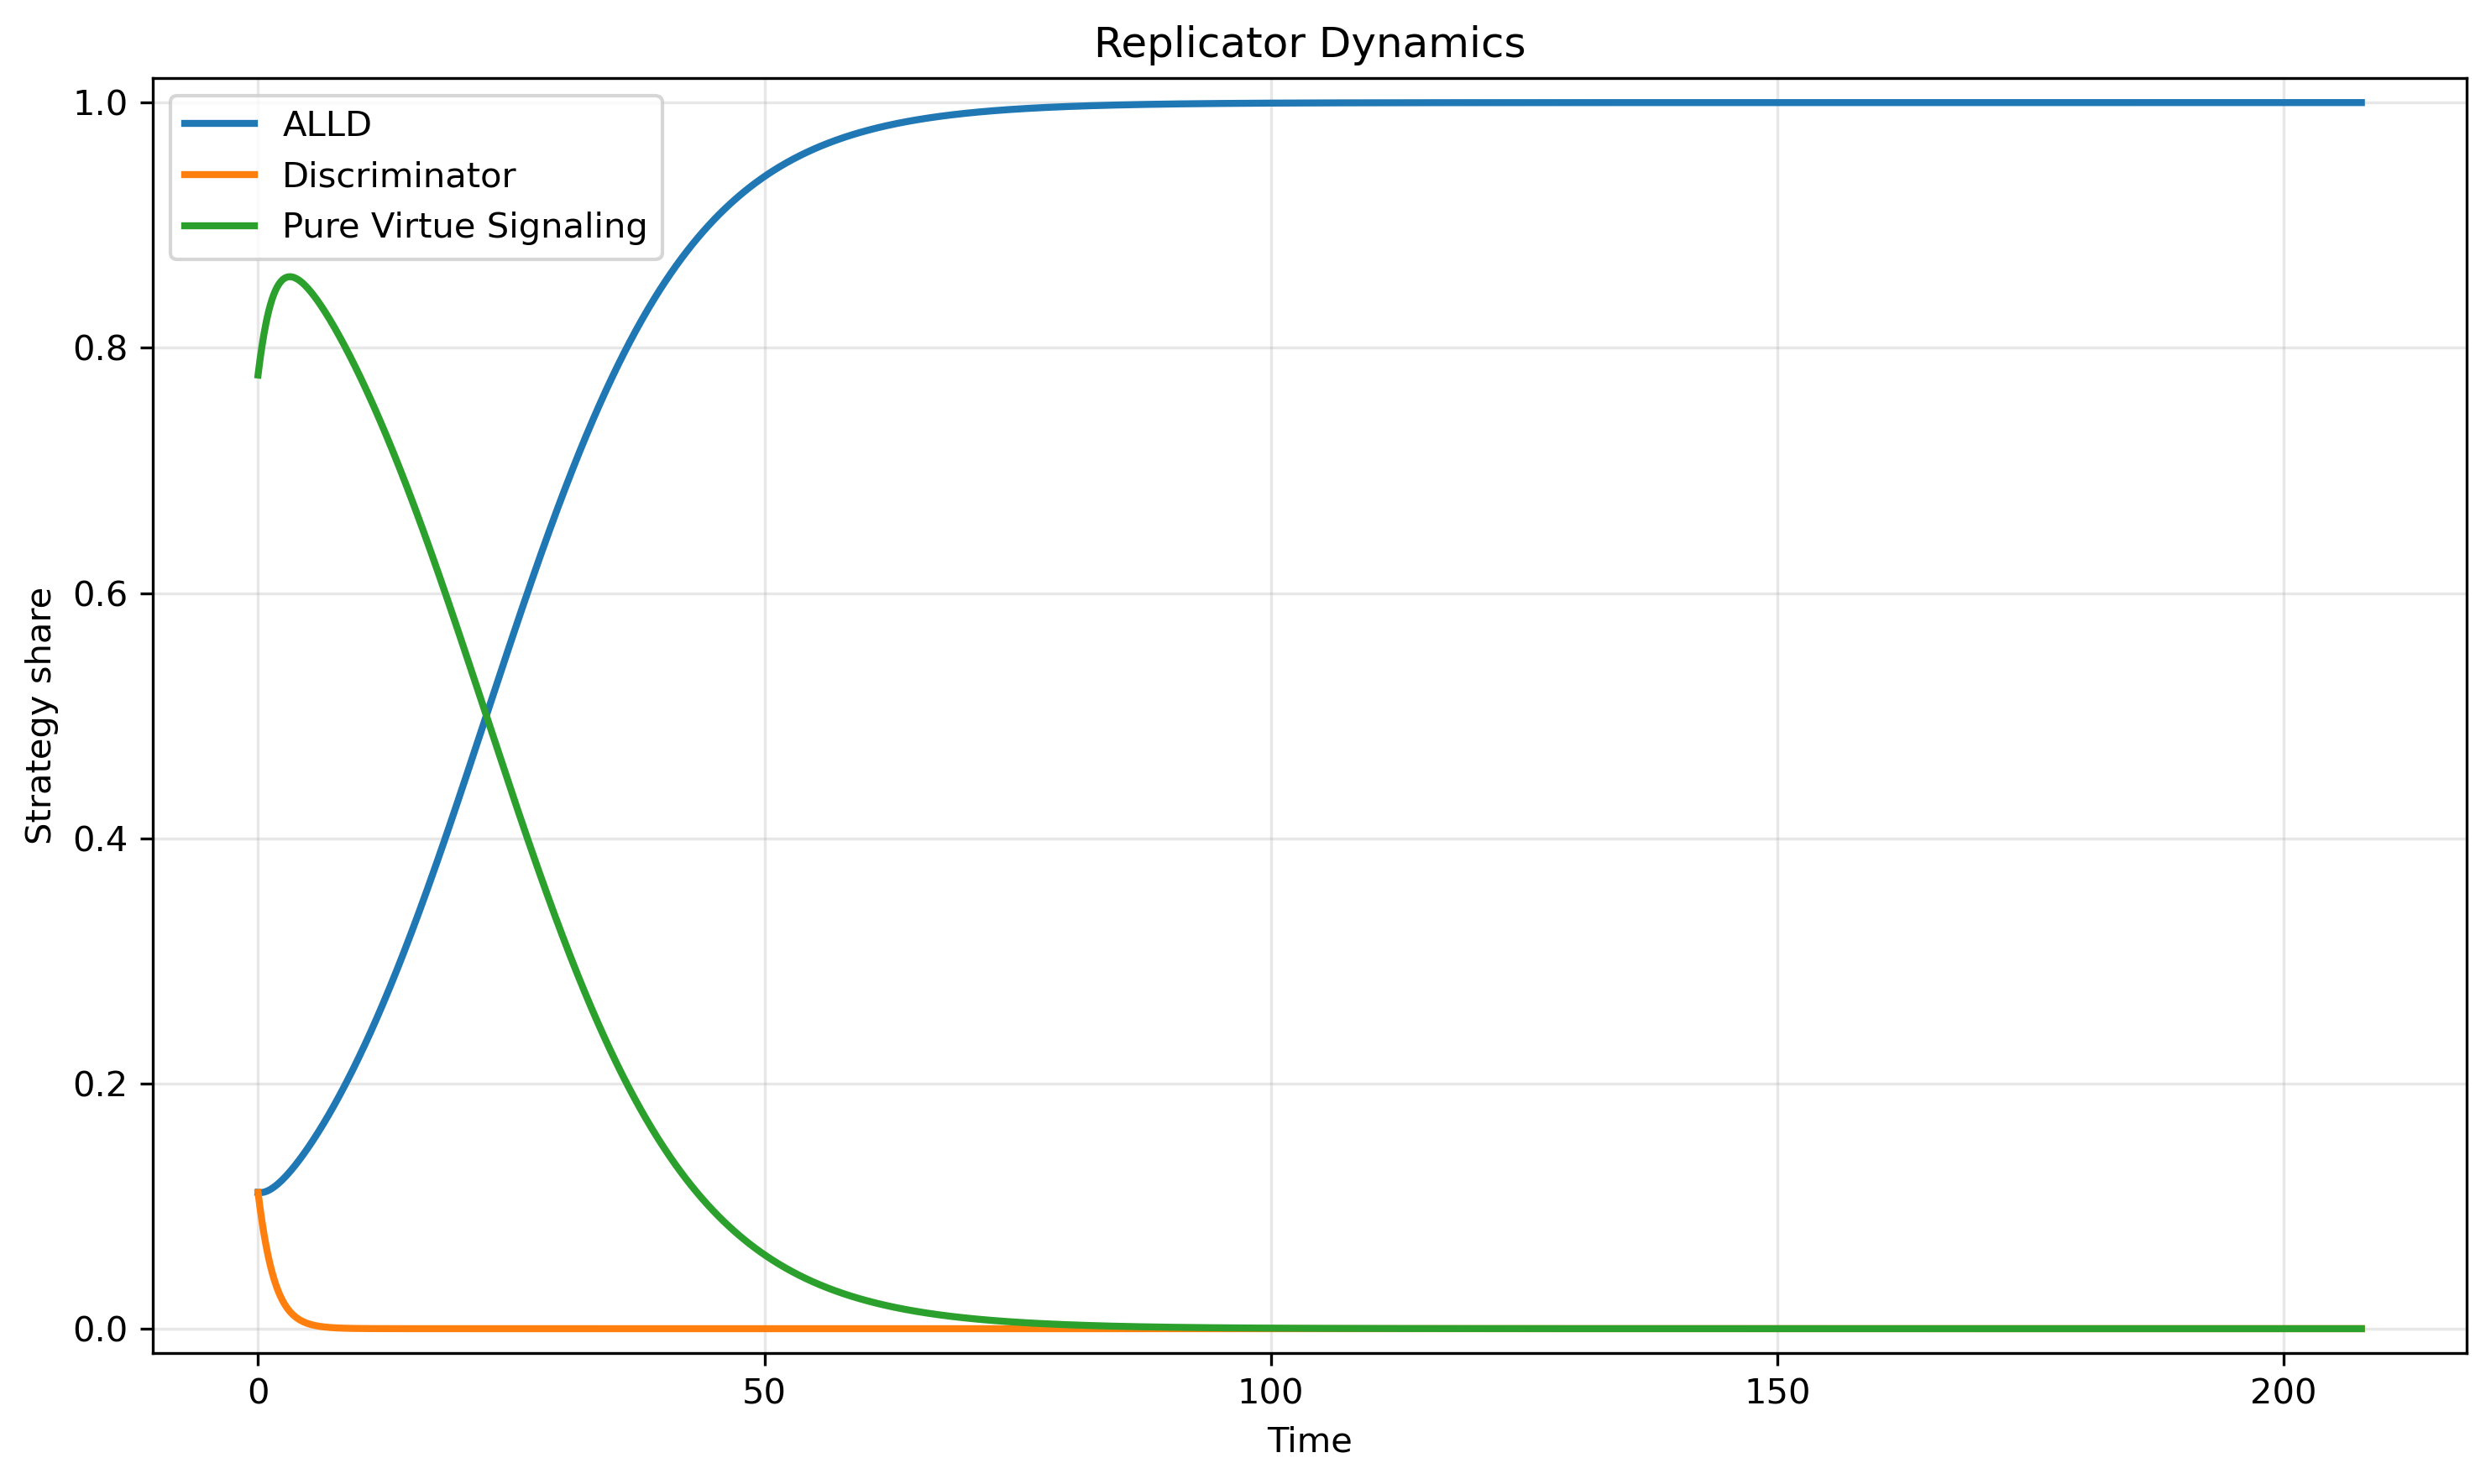 Replicator Dynamics
ALLD
Discriminator
Pure Virtue Signaling
Strategy share
1.0
0.8
0.6
0.4
0.2
0.0
0 50 100 150 200
Time